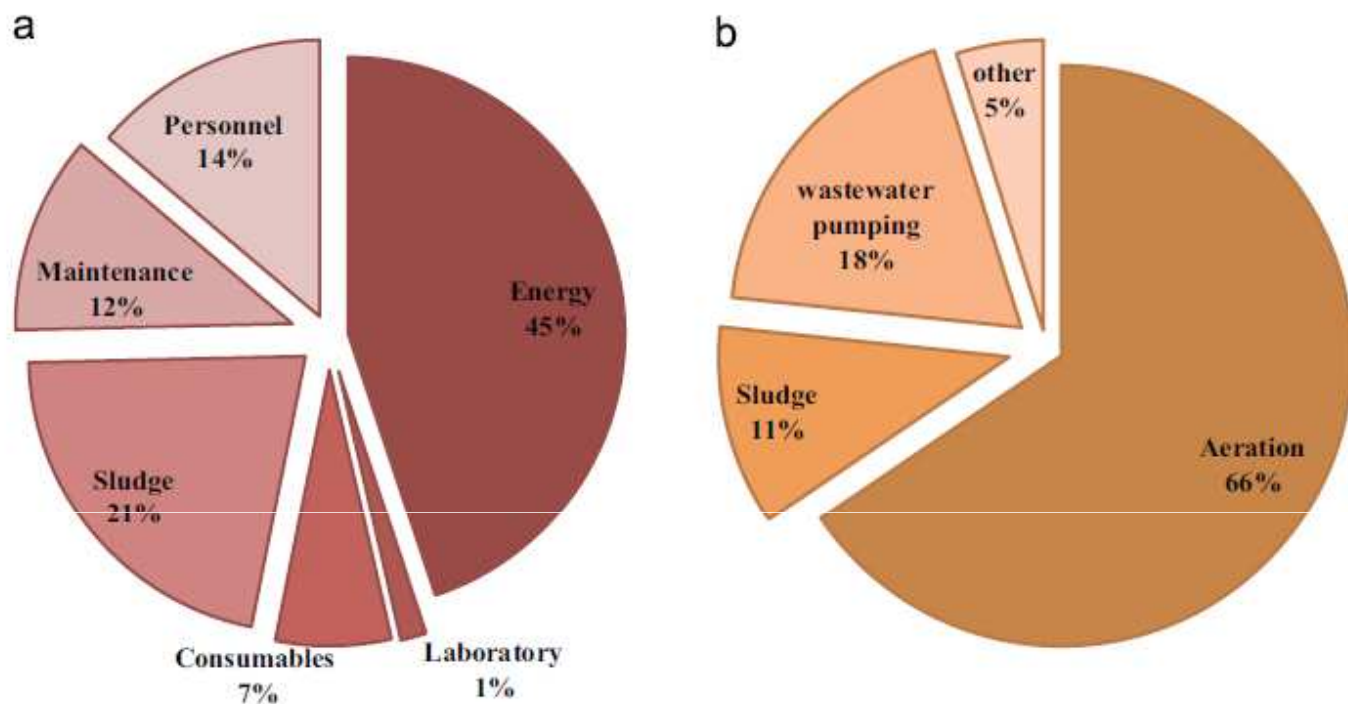 a
Personnel
14%
Maintenance
12%
Energy
45%
Sludge
21%
Consumables
7%
Laboratory
1%
b
other
5%
wastewater
pumping
18%
Sludge
11%
Aeration
66%